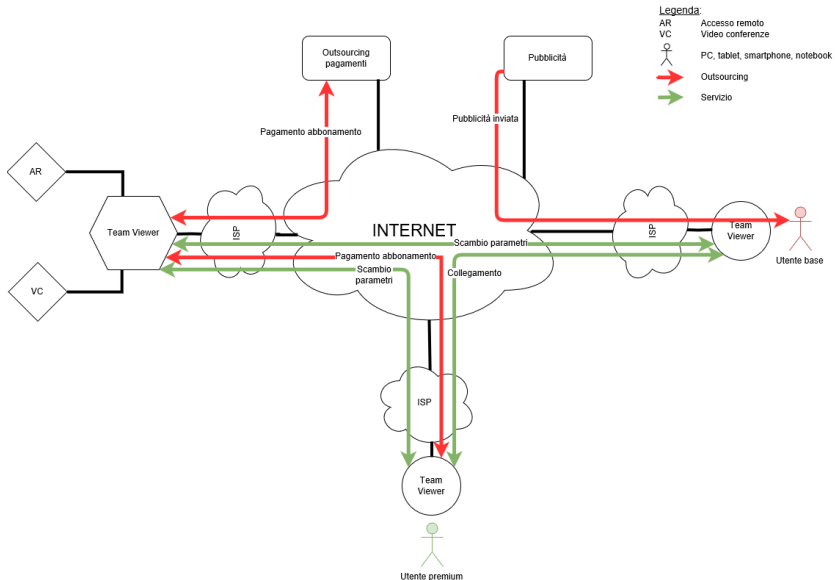 Legenda:
AR Accesso remoto
VC Video conferenze
PC, tablet, smartphone, notebook
Outsourcing
Servizio
Outsourcing
pagamenti
Pubblicità
Pubblicità inviata
Pagamento abbonamento
AR
Team Viewer
ISP
INTERNET
ISP
Team
Viewer
Utente base
Scambio parametri
Pagamento abbonamento
Scambio
parametri
Collegamento
VC
ISP
Team
Viewer
Utente premium